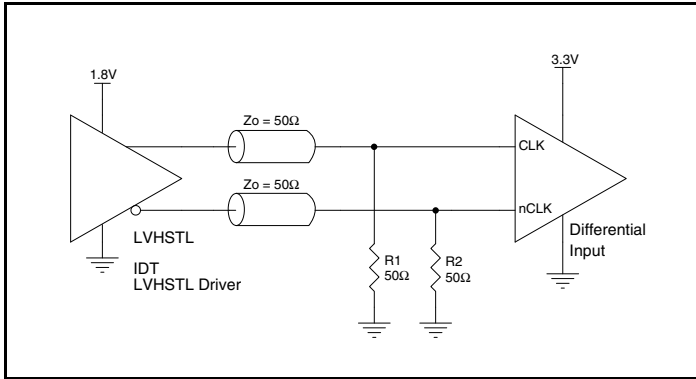 1.8V
3.3V
Zo = 50Ω
CLK
Zo = 50Ω
nCLK
LVHSTL
IDT
LVHSTL Driver
R1
50Ω
R2
50Ω
Differential
Input